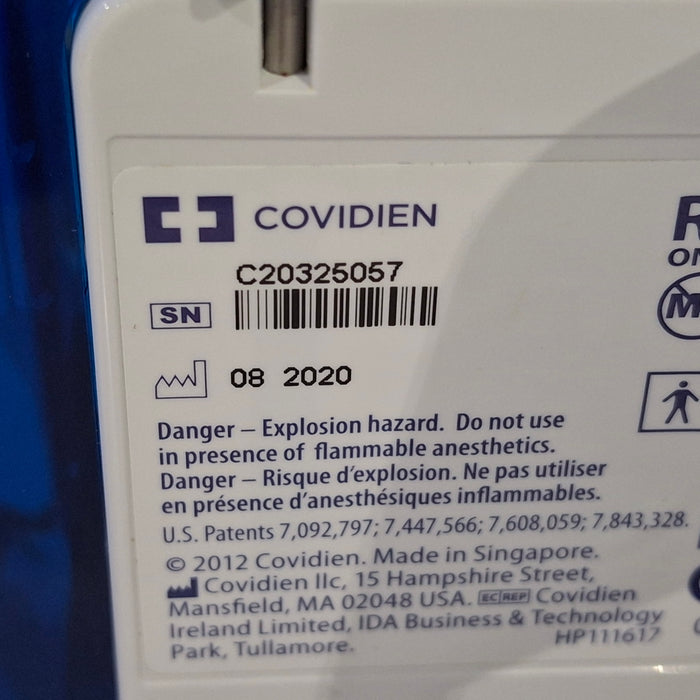 COVIDIEN
C20325057
SN
08 2020
Danger – Explosion hazard. Do not use
in presence of flammable anesthetics.
Danger – Risque d'explosion. Ne pas utiliser
en présence d'anesthésiques inflammables.
U.S. Patents 7,092,797; 7,447,566; 7,608,059; 7,843,328.
© 2012 Covidien. Made in Singapore.
Covidien llc, 15 Hampshire Street,
Mansfield, MA 02048 USA. EC REP Covidien
Ireland Limited, IDA Business & Technology
Park, Tullamore.
HP111617